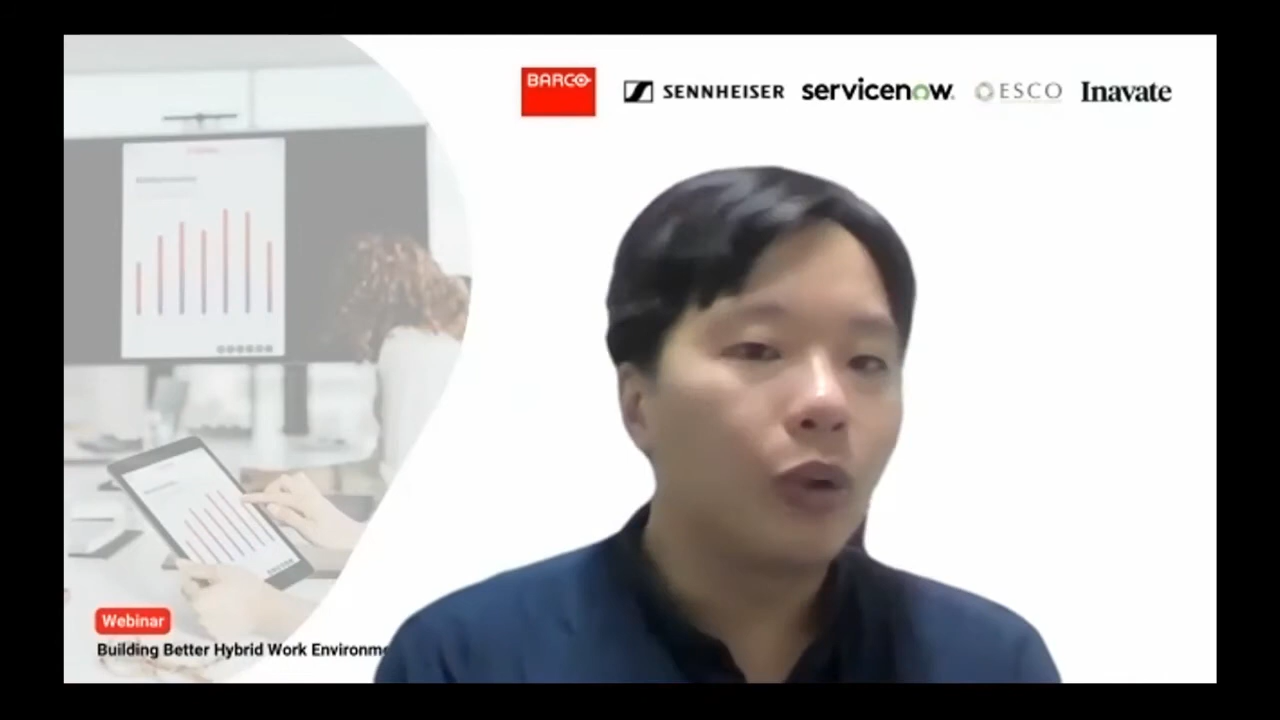 BARCO
SENNHEISER
servicenow
ESCO
Inavate
Webinar
Building Better Hybrid Work Environme